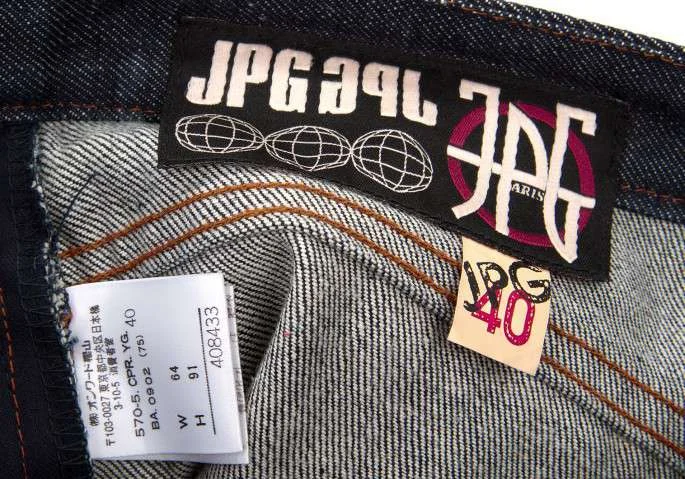 JPG JPG
JPG
ARIS
JPG
40
㈱オンワード樫山
〒103-0027 東京都中央区日本橋
3-10-5 消費者室
570-5. CPR. YG. 40
BA.0902 (75)
W 64
H 91
408433